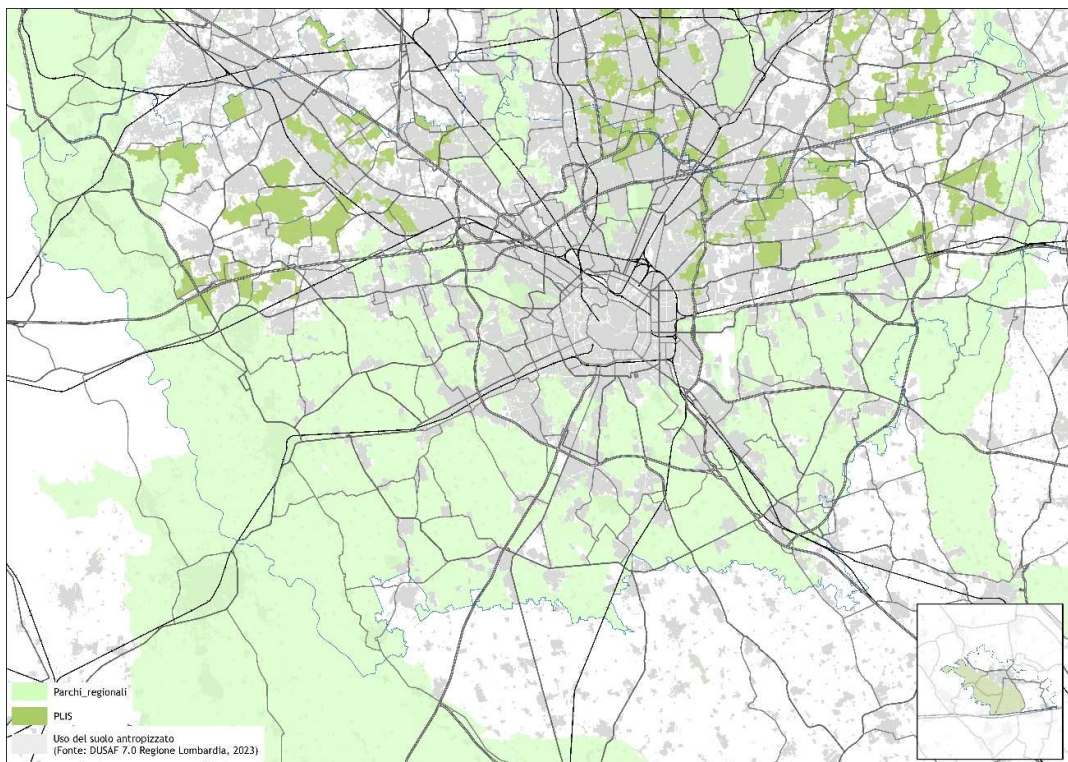 Parchi_regionali
PLIS
Uso del suolo antropizzato
(Fonte: DUSAF 7.0 Regione Lombardia, 2023)